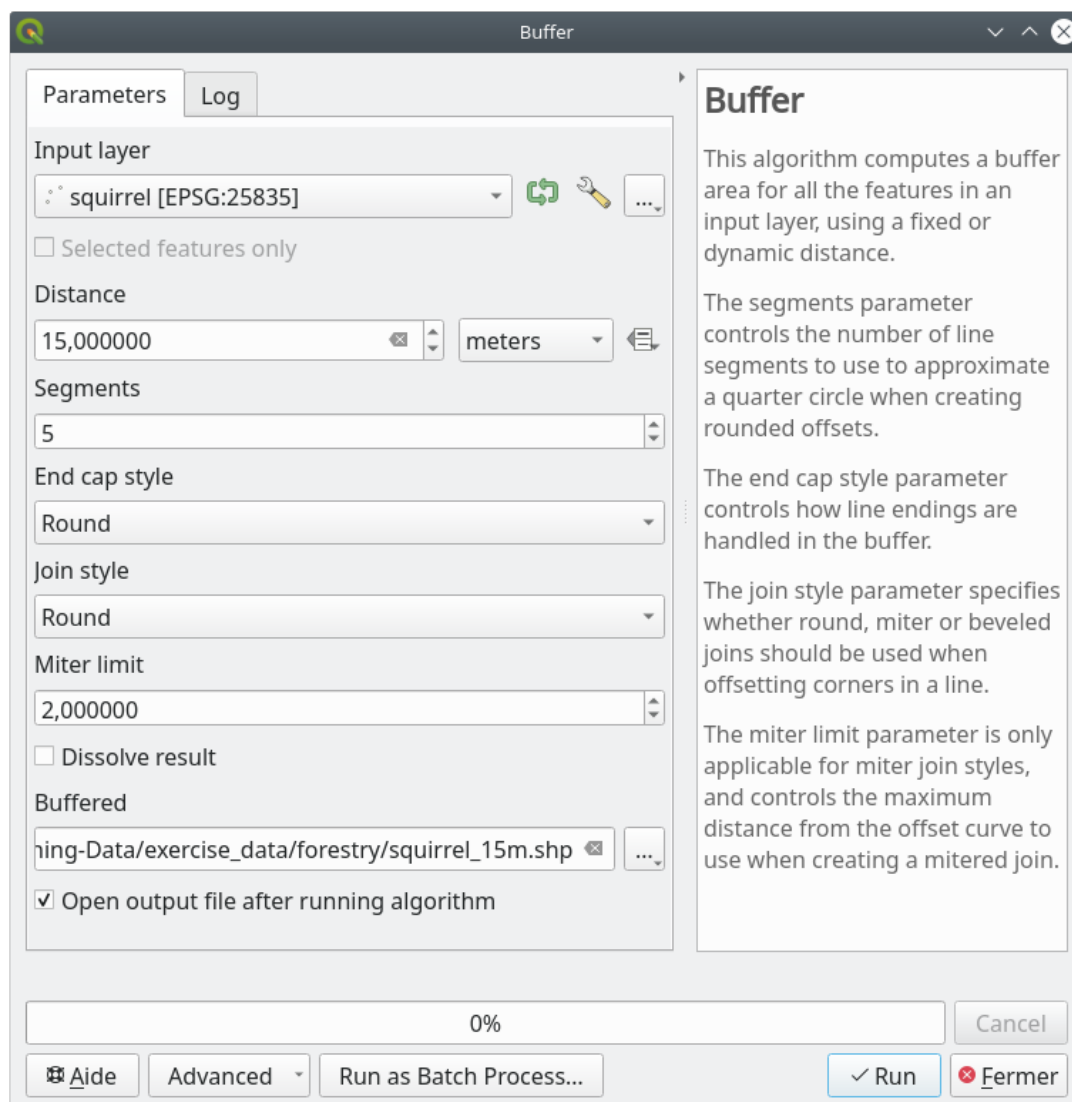 Buffer
Parameters
Log
Input layer
squirrel [EPSG:25835]
...
Selected features only
Distance
15,000000
meters
Segments
5
End cap style
Round
Join style
Round
Miter limit
2,000000
Dissolve result
Buffered
ning-Data/exercise_data/forestry/squirrel_15m.shp
...
Open output file after running algorithm
Buffer
This algorithm computes a buffer
area for all the features in an
input layer, using a fixed or
dynamic distance.
The segments parameter
controls the number of line
segments to use to approximate
a quarter circle when creating
rounded offsets.
The end cap style parameter
controls how line endings are
handled in the buffer.
The join style parameter specifies
whether round, miter or beveled
joins should be used when
offsetting corners in a line.
The miter limit parameter is only
applicable for miter join styles,
and controls the maximum
distance from the offset curve to
use when creating a mitered join.
0%
Cancel
Aide
Advanced
Run as Batch Process...
Run
Fermer